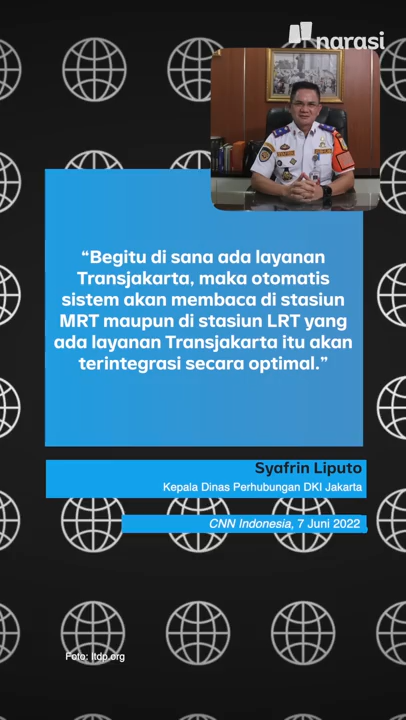 narasi
“Begitu di sana ada layanan
Transjakarta, maka otomatis
sistem akan membaca di stasiun
MRT maupun di stasiun LRT yang
ada layanan Transjakarta itu akan
terintegrasi secara optimal.”
Syafrin Liputo
Kepala Dinas Perhubungan DKI Jakarta
CNN Indonesia, 7 Juni 2022
Foto: Itdp.org